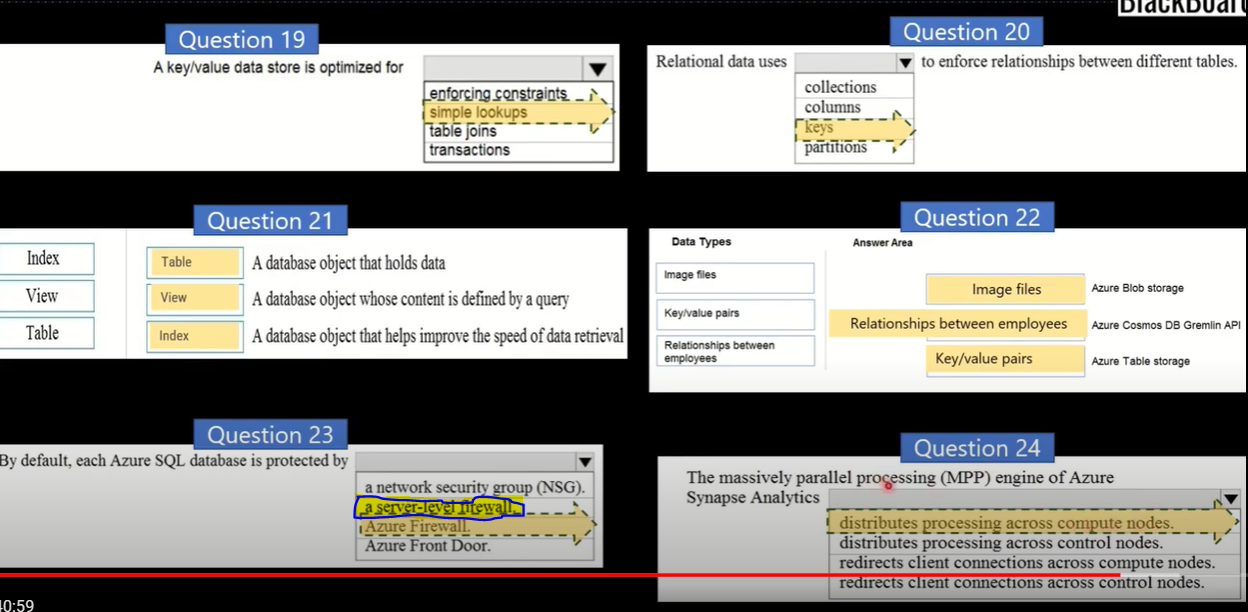 BlackBoard
Question 19
A key/value data store is optimized for
enforcing constraints
simple lookups
table joins
transactions
Question 20
Relational data uses
to enforce relationships between different tables.
collections
columns
keys
partitions
Question 21
Index
View
Table
Table
A database object that holds data
View
A database object whose content is defined by a query
Index
A database object that helps improve the speed of data retrieval
Question 22
Data Types
Answer Area
Image files
Key/value pairs
Relationships between
employees
Image files
Azure Blob storage
Relationships between employees
Azure Cosmos DB Gremlin API
Key/value pairs
Azure Table storage
Question 23
By default, each Azure SQL database is protected by
a network security group (NSG).
a server-level firewall.
Azure Firewall.
Azure Front Door.
Question 24
The massively parallel processing (MPP) engine of Azure
Synapse Analytics
distributes processing across compute nodes.
distributes processing across control nodes.
redirects client connections across compute nodes.
redirects client connections across control nodes.
40:59